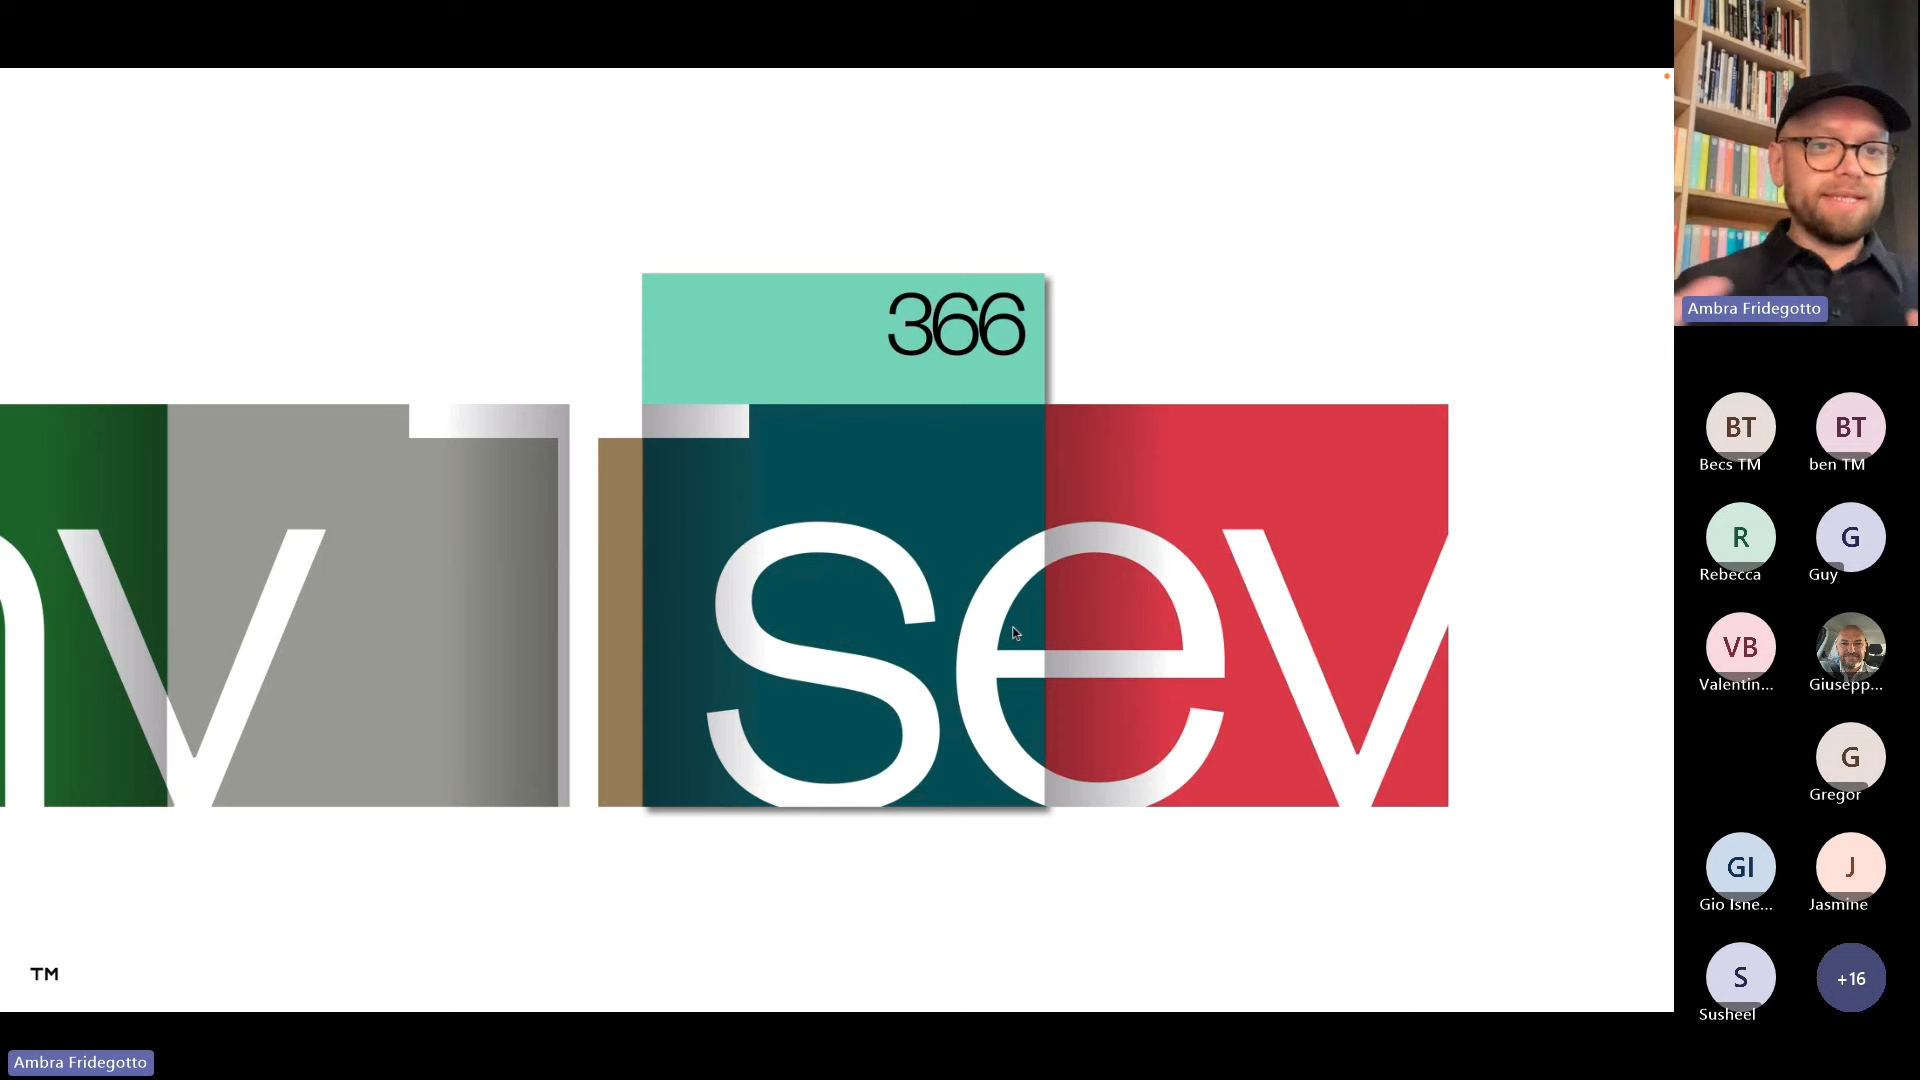 366
ny
sev
TM
Ambra Fridegotto
Ambra Fridegotto
BT
Becs TM
BT
ben TM
R
Rebecca
G
Guy
VB
Valentin...
Giusepp...
G
Gregor
GI
Gio Isne...
J
Jasmine
S
Susheel
+16